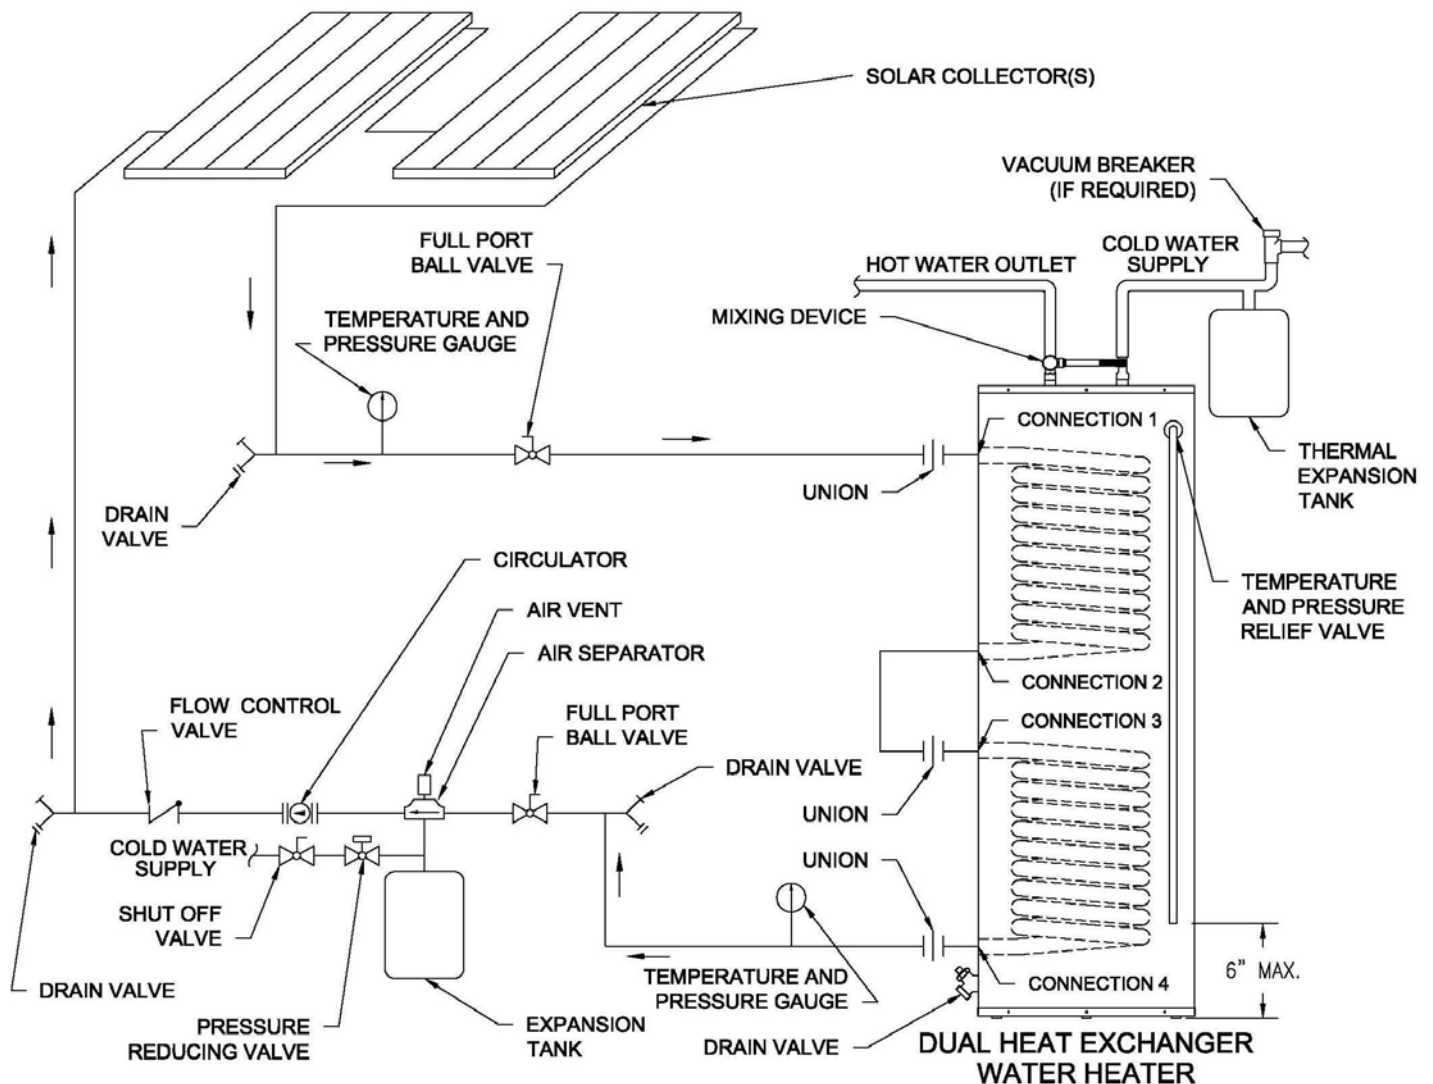 SOLAR COLLECTOR(S)
VACUUM BREAKER
(IF REQUIRED)
FULL PORT
BALL VALVE
COLD WATER
SUPPLY
HOT WATER OUTLET
MIXING DEVICE
TEMPERATURE AND
PRESSURE GAUGE
CONNECTION 1
THERMAL
EXPANSION
TANK
UNION
DRAIN
VALVE
CIRCULATOR
AIR VENT
AIR SEPARATOR
TEMPERATURE
AND PRESSURE
RELIEF VALVE
CONNECTION 2
FLOW CONTROL
VALVE
FULL PORT
BALL VALVE
CONNECTION 3
DRAIN VALVE
UNION
COLD WATER
SUPPLY
UNION
SHUT OFF
VALVE
DRAIN VALVE
TEMPERATURE AND
PRESSURE GAUGE
CONNECTION 4
6" MAX.
PRESSURE
REDUCING VALVE
EXPANSION
TANK
DRAIN VALVE
DUAL HEAT EXCHANGER
WATER HEATER